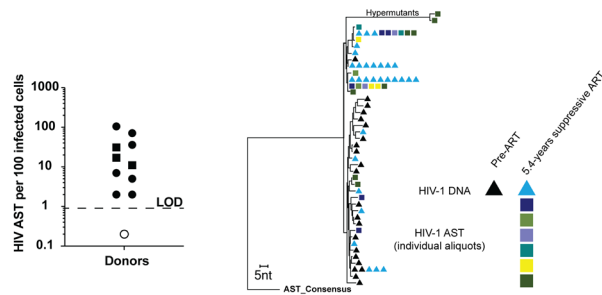 HIV AST per 100 infected cells
1000
100
10
1
0.1
LOD
Donors
Hypermutants
5nt
AST_Consensus
Pre-ART
5.4-years suppressive ART
HIV-1 DNA
HIV-1 AST
(individual aliquots)